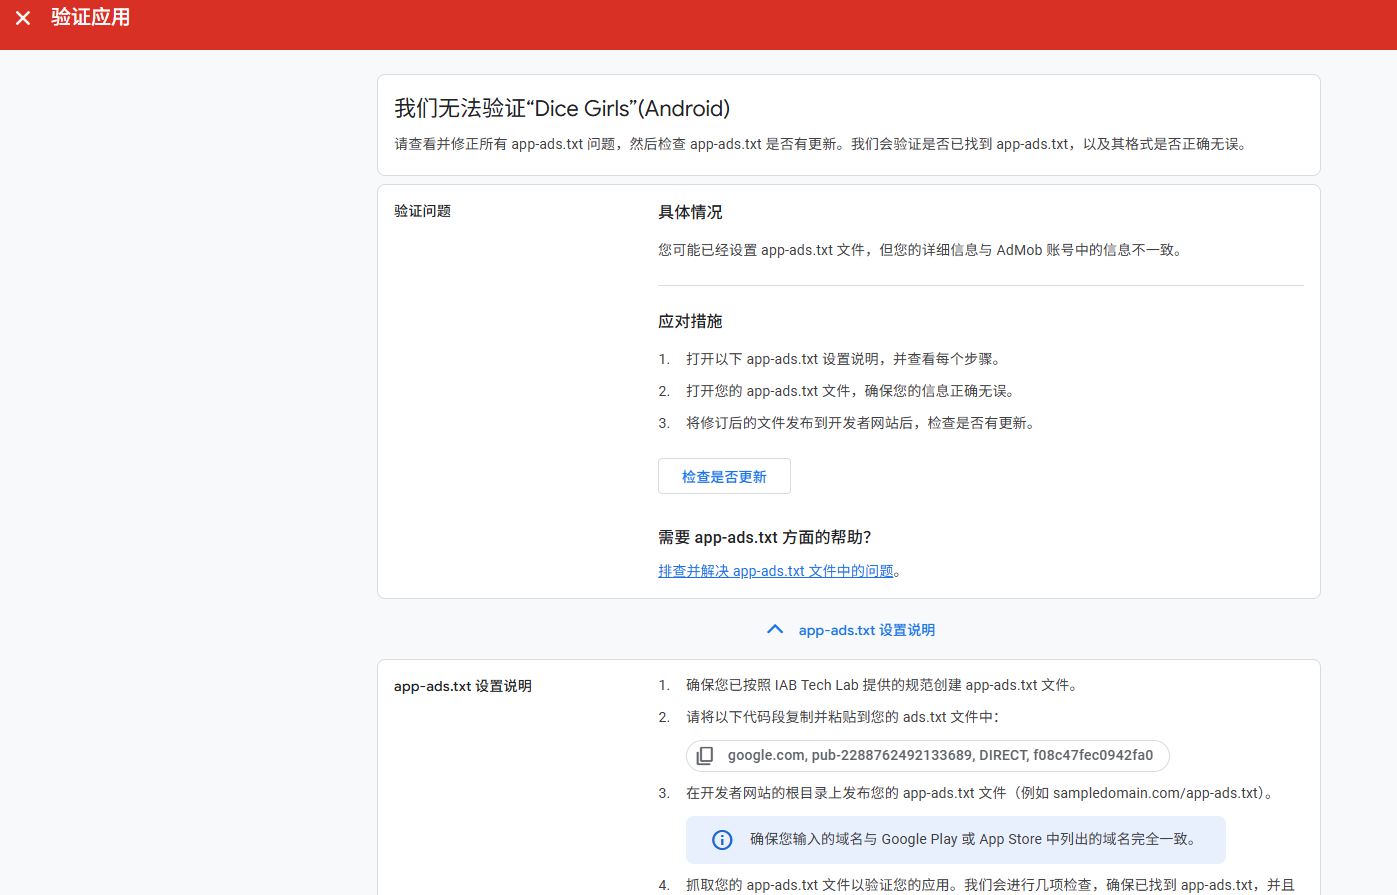 验证应用
我们无法验证“Dice Girls”(Android)
请查看并修正所有 app-ads.txt 问题，然后检查 app-ads.txt 是否有更新。我们会验证是否已找到 app-ads.txt，以及其格式是否正确无误。
验证问题
具体情况
您可能已经设置 app-ads.txt 文件，但您的详细信息与 AdMob 账号中的信息不一致。
应对措施
1. 打开以下 app-ads.txt 设置说明，并查看每个步骤。
2. 打开您的 app-ads.txt 文件，确保您的信息正确无误。
3. 将修订后的文件发布到开发者网站后，检查是否有更新。
检查是否更新
需要 app-ads.txt 方面的帮助？
排查并解决 app-ads.txt 文件中的问题。
app-ads.txt 设置说明
app-ads.txt 设置说明
1. 确保您已按照 IAB Tech Lab 提供的规范创建 app-ads.txt 文件。
2. 请将以下代码段复制并粘贴到您的 ads.txt 文件中：
google.com, pub-2288762492133689, DIRECT, f08c47fec0942fa0
3. 在开发者网站的根目录上发布您的 app-ads.txt 文件（例如 sampledomain.com/app-ads.txt）。
确保您输入的域名与 Google Play 或 App Store 中列出的域名完全一致。
4. 抓取您的 app-ads.txt 文件以验证您的应用。我们会进行几项检查，确保已找到 app-ads.txt，并且